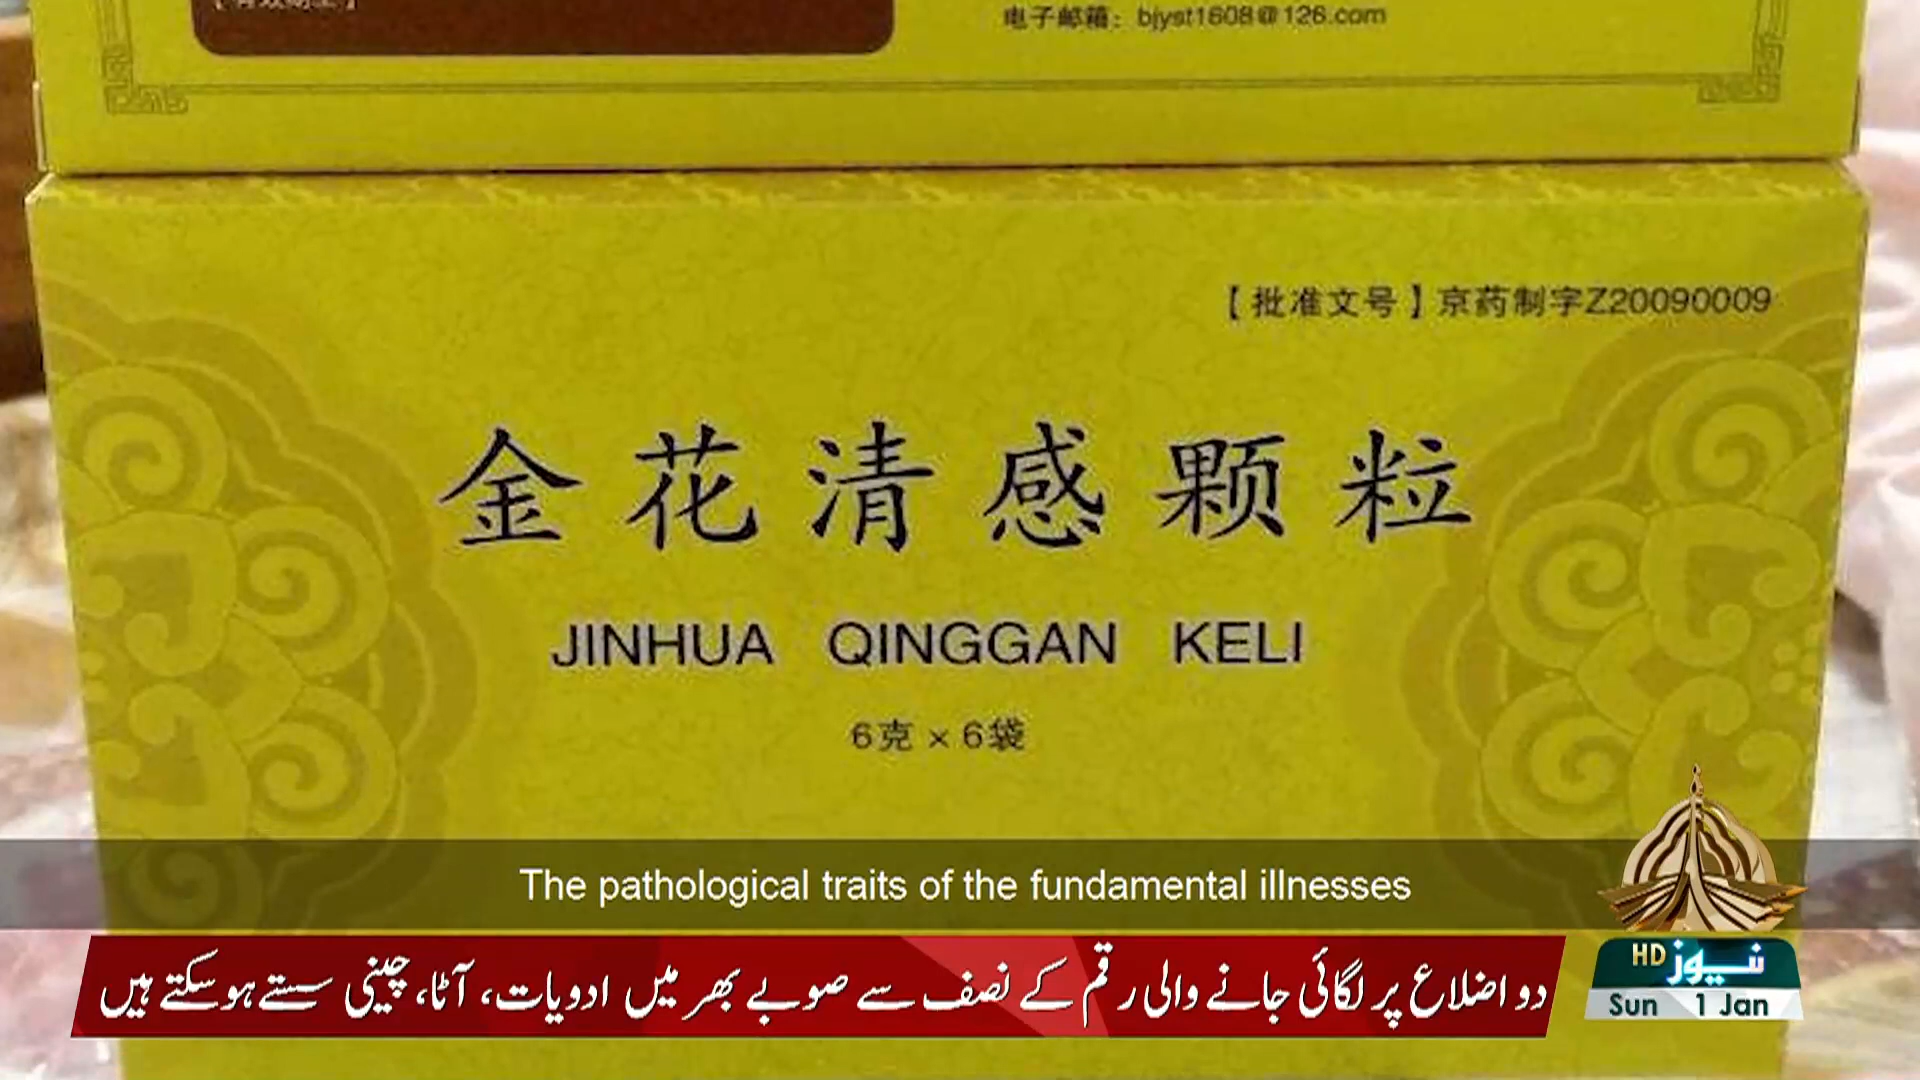 电子邮箱：bjyst1608@126.com
【批准文号】京药制字Z20090009
金花清感颗粒
JINHUA QINGGAN KELI
6克×6袋
The pathological traits of the fundamental illnesses
دو اضلاع پر لگائی جانے والی رقم کے نصف سے صوبے بھر میں ادویات، آٹا، چینی سستے ہوسکتے ہیں
نیوز HD
Sun 1 Jan